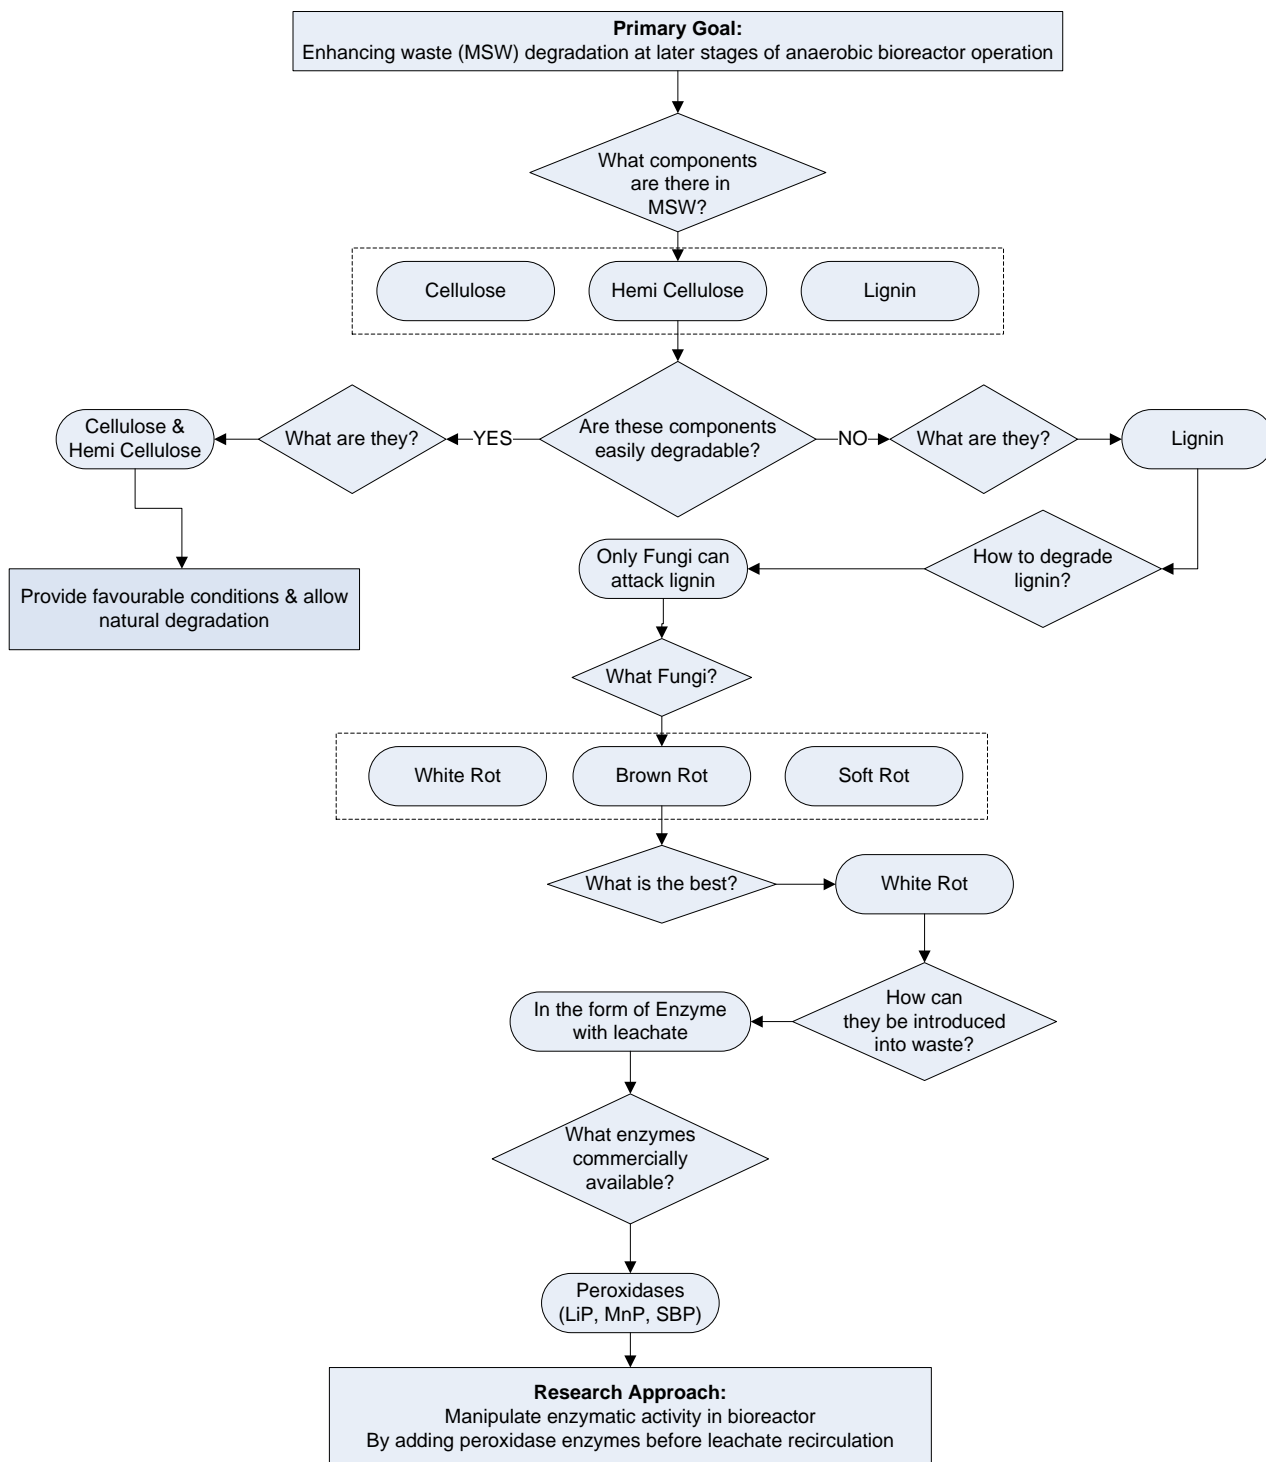 Primary Goal:
Enhancing waste (MSW) degradation at later stages of anaerobic bioreactor operation
What components
are there in
MSW?
Cellulose
Hemi Cellulose
Lignin
Are these components
easily degradable?
YES
What are they?
Cellulose &
Hemi Cellulose
Provide favourable conditions & allow
natural degradation
NO
What are they?
Lignin
How to degrade
lignin?
Only Fungi can
attack lignin
What Fungi?
White Rot
Brown Rot
Soft Rot
What is the best?
White Rot
How can
they be introduced
into waste?
In the form of Enzyme
with leachate
What enzymes
commercially
available?
Peroxidases
(LiP, MnP, SBP)
Research Approach:
Manipulate enzymatic activity in bioreactor
By adding peroxidase enzymes before leachate recirculation